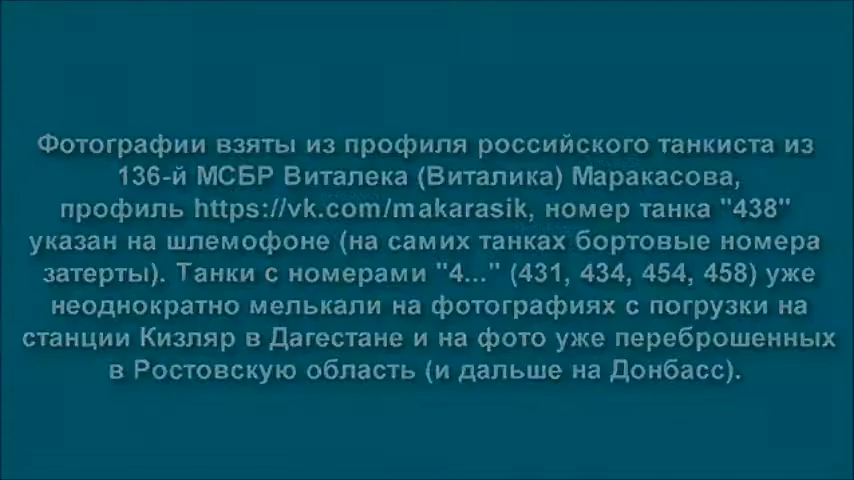 Фотографии взяты из профиля российского танкиста из
136-й МСБР Виталека (Виталика) Маракасова,
профиль https://vk.com/makarasik, номер танка "438"
указан на шлемофоне (на самих танках бортовые номера
затерты). Танки с номерами "4..." (431, 434, 454, 458) уже
неоднократно мелькали на фотографиях с погрузки на
станции Кизляр в Дагестане и на фото уже переброшенных
в Ростовскую область (и дальше на Донбасс).